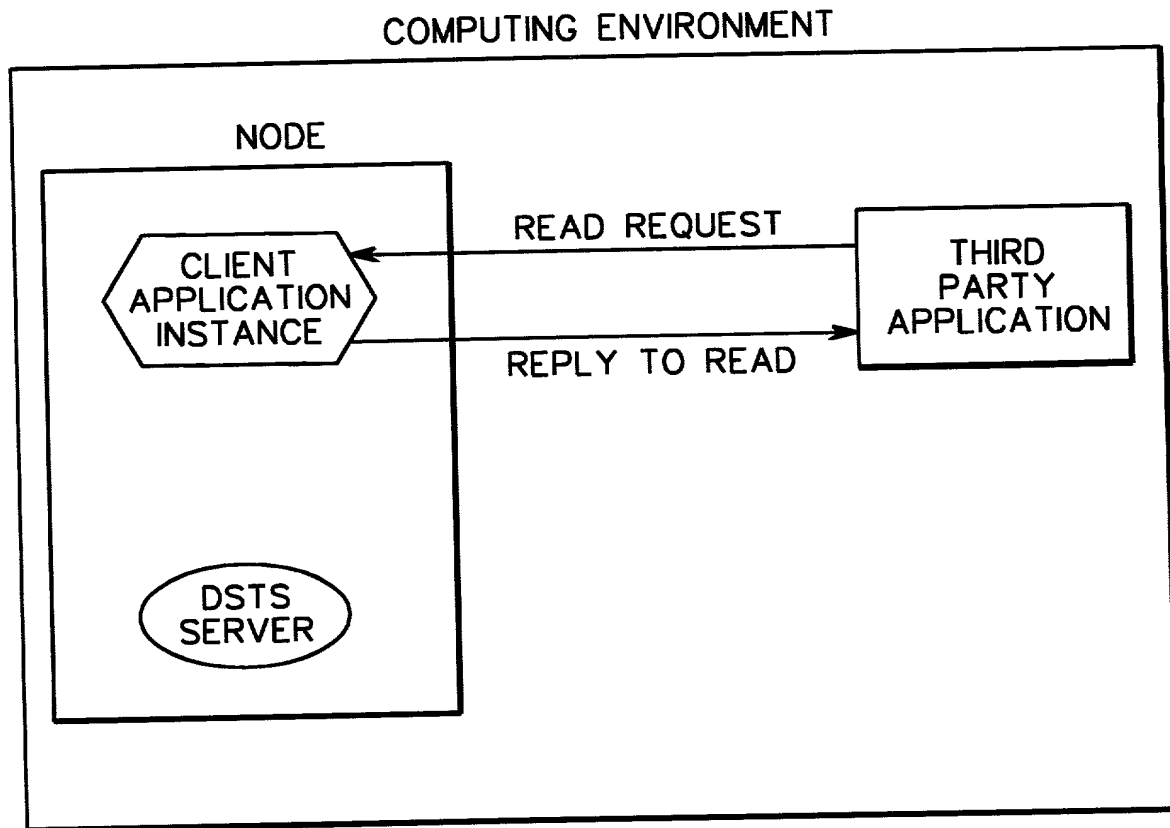 COMPUTING ENVIRONMENT
NODE
CLIENT
APPLICATION
INSTANCE
READ REQUEST
REPLY TO READ
THIRD
PARTY
APPLICATION
DSTS
SERVER